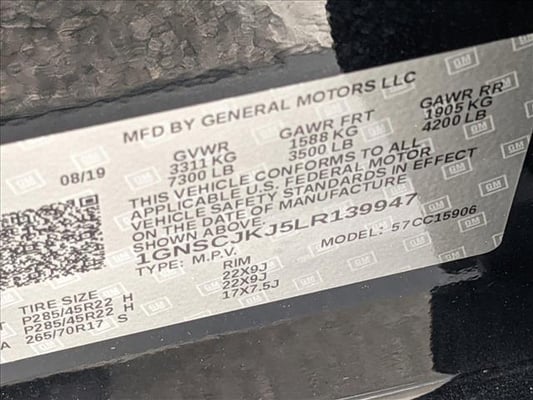 MFD BY GENERAL MOTORS LLC
08/19 GVWR GAWR FRT GAWR RR
3311 KG 1588 KG 1905 KG
7300 LB 3500 LB 4200 LB
THIS VEHICLE CONFORMS TO ALL
APPLICABLE U.S. FEDERAL MOTOR
VEHICLE SAFETY STANDARDS IN EFFECT
ON THE DATE OF MANUFACTURE
SHOWN ABOVE.
1GNSCJKJ5LR139947
TYPE: M.P.V. MODEL: 57CC15906
TIRE SIZE RIM
P285/45R22 H 22X9J
P285/45R22 H 22X9J
265/70R17 S 17X7.5J